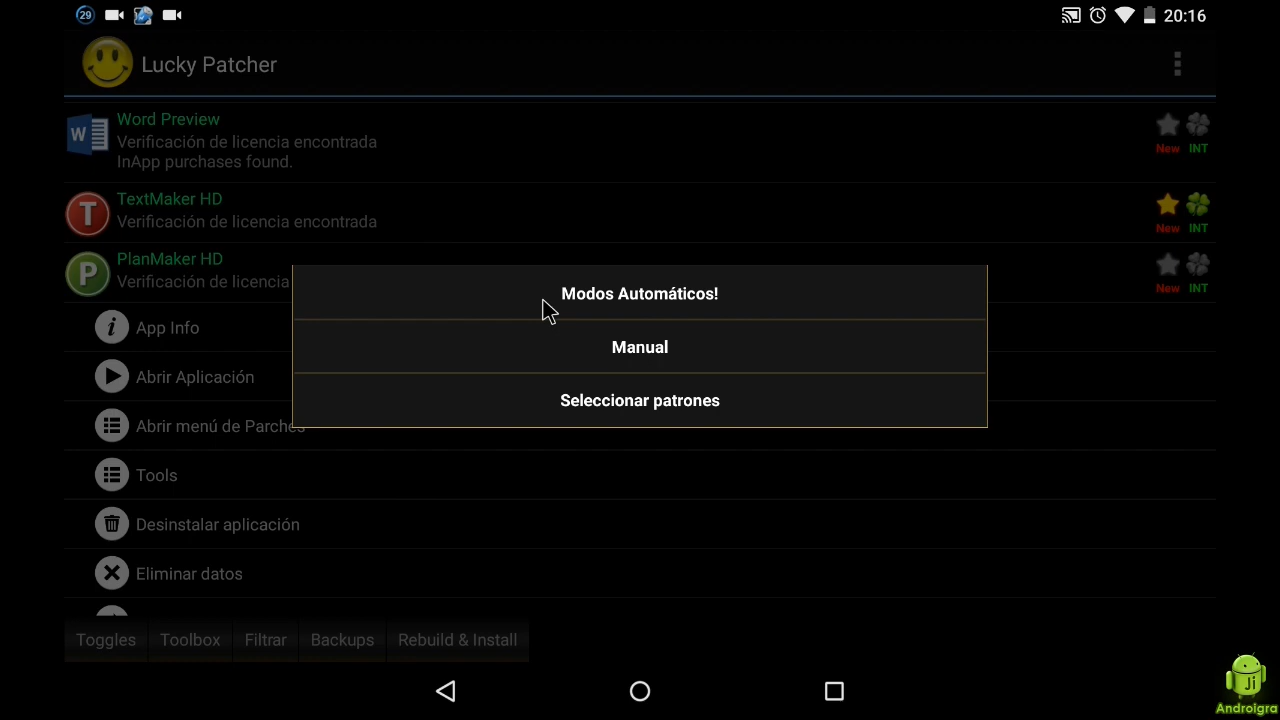 29
20:16
Lucky Patcher
W
Word Preview
Verificación de licencia encontrada
InApp purchases found.
New INT
T
TextMaker HD
Verificación de licencia encontrada
New INT
P
PlanMaker HD
Verificación de licencia
New INT
Modos Automáticos!
Manual
Seleccionar patrones
App Info
Abrir Aplicación
Abrir menú de Parches
Tools
Desinstalar aplicación
Eliminar datos
Toggles
Toolbox
Filtrar
Backups
Rebuild & Install
Ji
Androigra